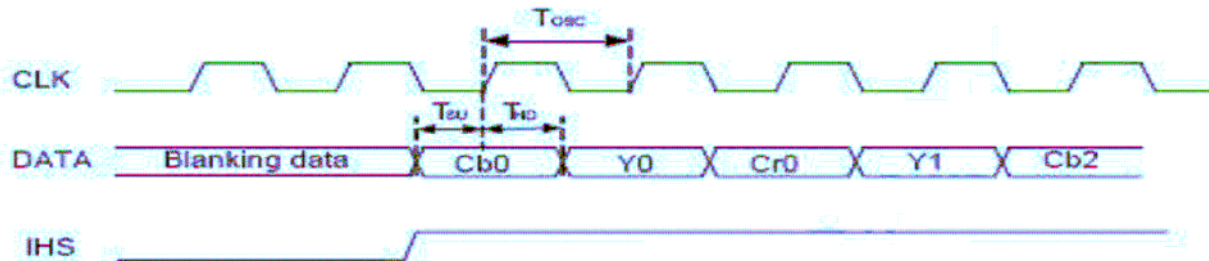 Tosc
CLK
TSU THD
DATA Blanking data Cb0 Y0 Cr0 Y1 Cb2
IHS